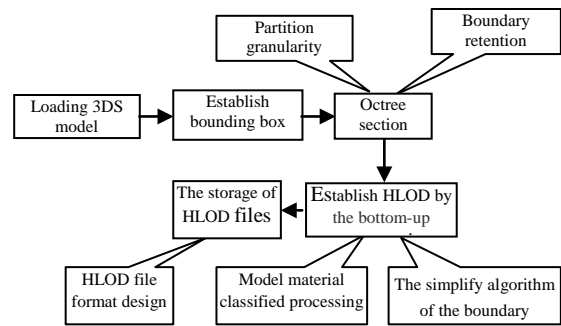 Partition
granularity
Boundary
retention
Loading 3DS
model
Establish
bounding box
Octree
section
The storage of
HLOD files
Establish HLOD by
the bottom-up
HLOD file
format design
Model material
classified processing
The simplify algorithm
of the boundary